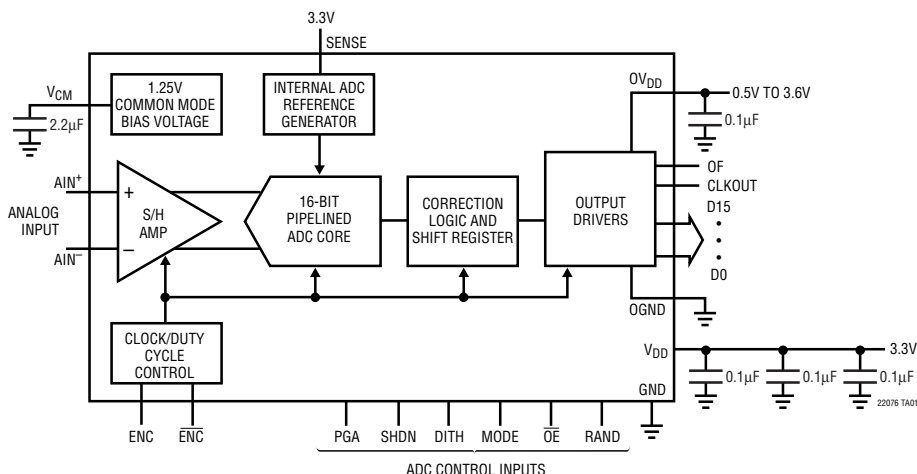 3.3V
SENSE
OVDD
0.5V TO 3.6V
VCM
2.2µF
1.25V
COMMON MODE
BIAS VOLTAGE
INTERNAL ADC
REFERENCE
GENERATOR
0.1µF
OF
CLKOUT
D15
D0
AIN+
ANALOG
INPUT
AIN−
+
−
S/H
AMP
16-BIT
PIPELINED
ADC CORE
CORRECTION
LOGIC AND
SHIFT REGISTER
OUTPUT
DRIVERS
OGND
CLOCK/DUTY
CYCLE
CONTROL
VDD
3.3V
0.1µF
0.1µF
0.1µF
GND
22076 TA01
ENC
E̅N̅C̅
PGA
SHDN
DITH
MODE
O̅E̅
RAND
ADC CONTROL INPUTS